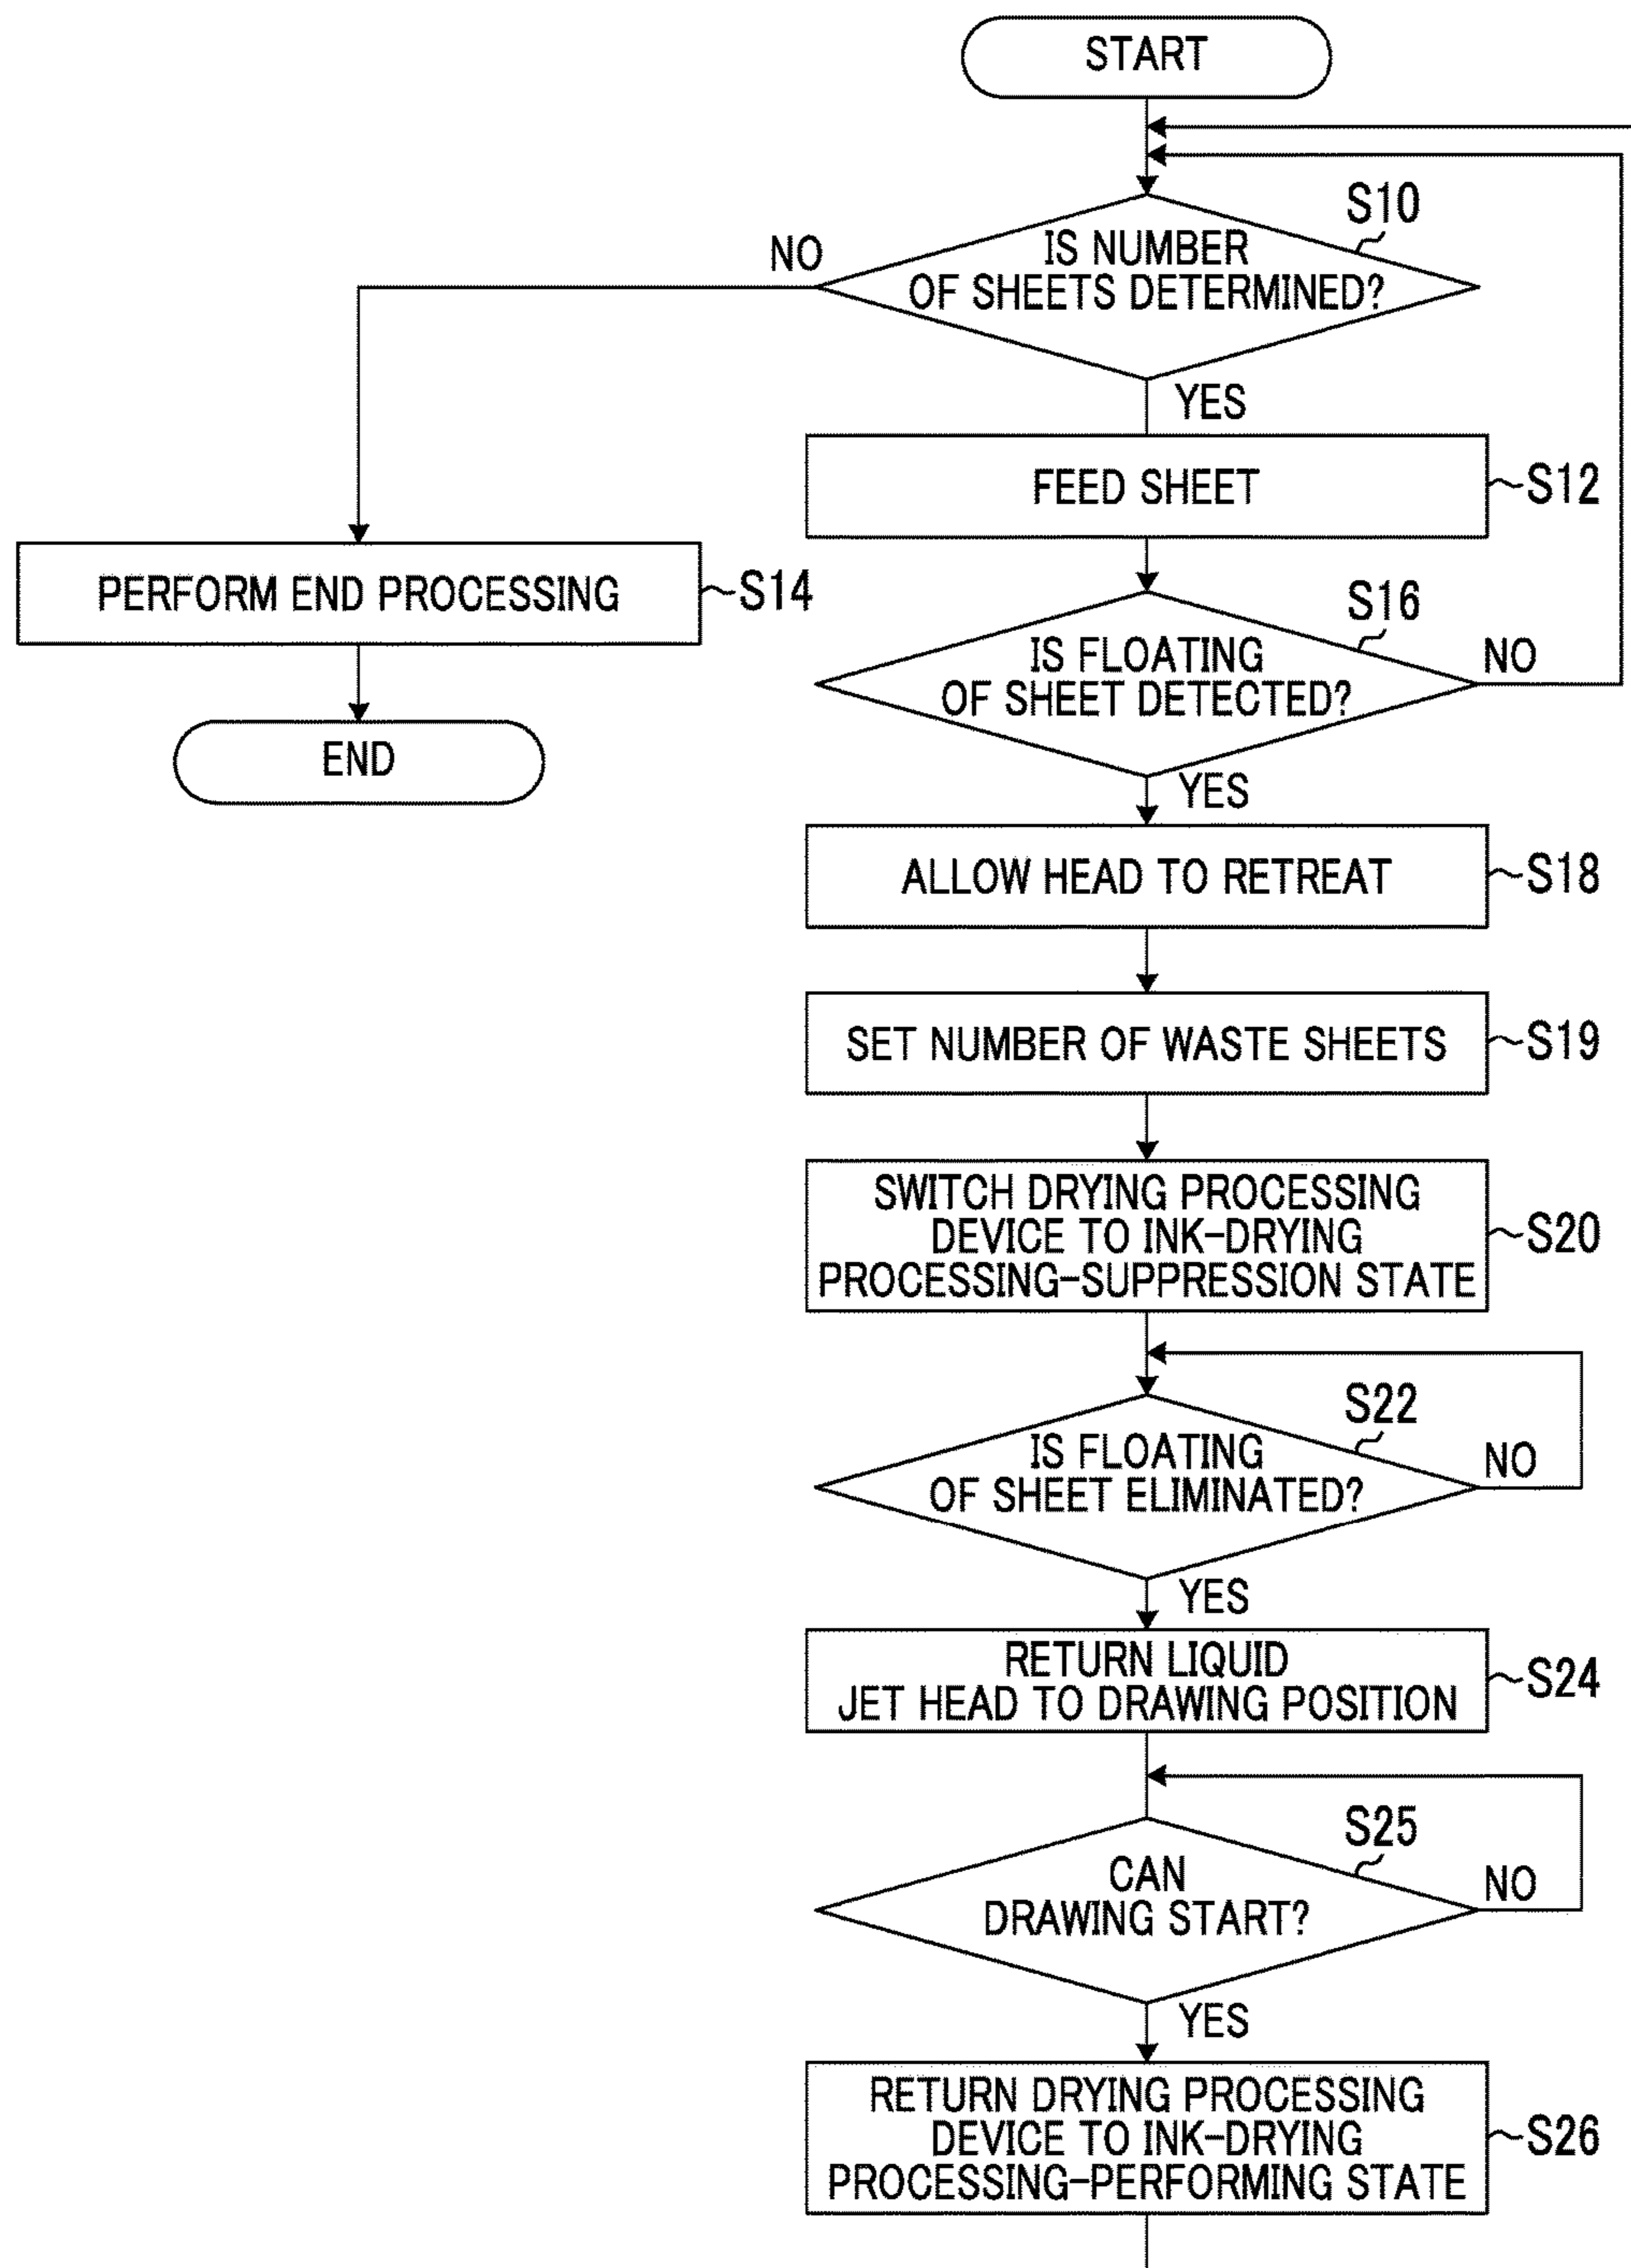 START
S10
NO
IS NUMBER
OF SHEETS DETERMINED?
YES
FEED SHEET
S12
PERFORM END PROCESSING
S14
S16
IS FLOATING
OF SHEET DETECTED?
NO
END
YES
ALLOW HEAD TO RETREAT
S18
SET NUMBER OF WASTE SHEETS
S19
SWITCH DRYING PROCESSING
DEVICE TO INK-DRYING
PROCESSING-SUPPRESSION STATE
S20
S22
IS FLOATING
OF SHEET ELIMINATED?
NO
YES
RETURN LIQUID
JET HEAD TO DRAWING POSITION
S24
S25
CAN
DRAWING START?
NO
YES
RETURN DRYING PROCESSING
DEVICE TO INK-DRYING
PROCESSING-PERFORMING STATE
S26